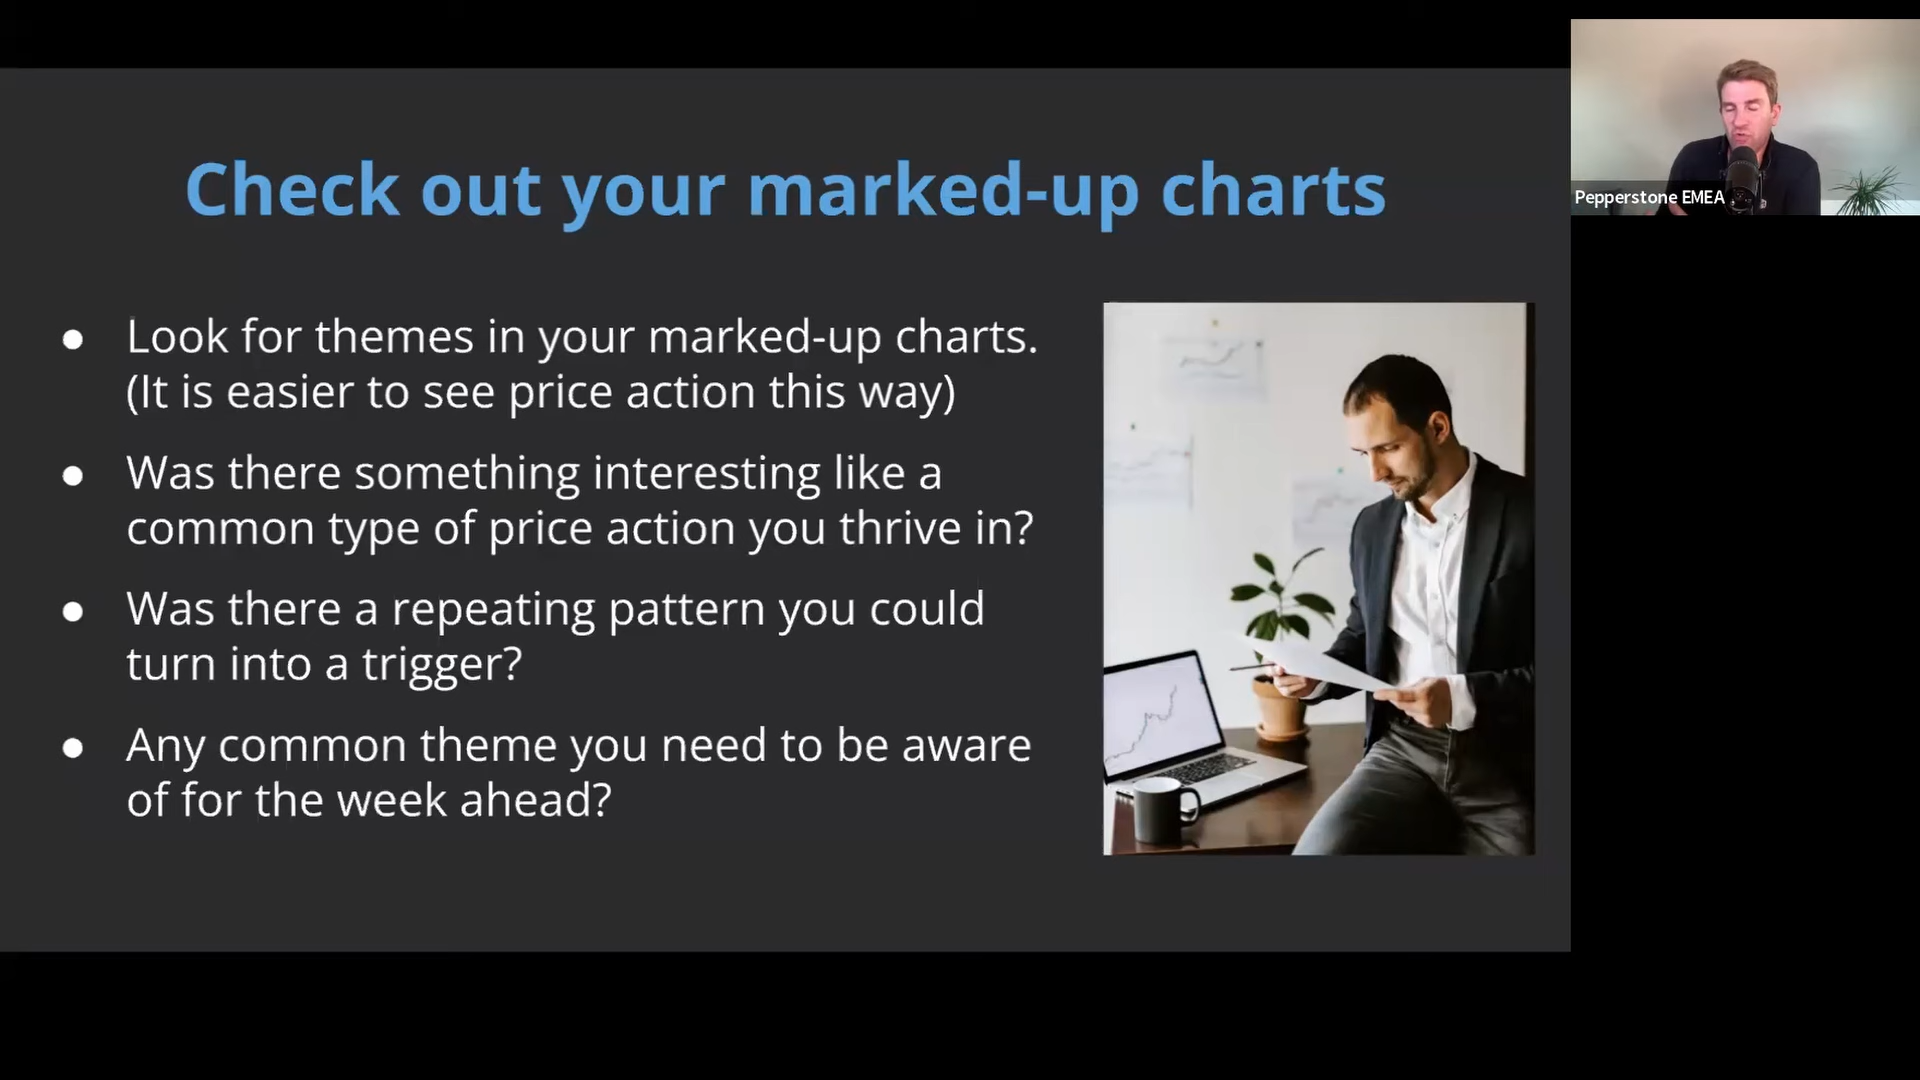 Check out your marked-up charts
● Look for themes in your marked-up charts.
(It is easier to see price action this way)
● Was there something interesting like a
common type of price action you thrive in?
● Was there a repeating pattern you could
turn into a trigger?
● Any common theme you need to be aware
of for the week ahead?
Pepperstone EMEA